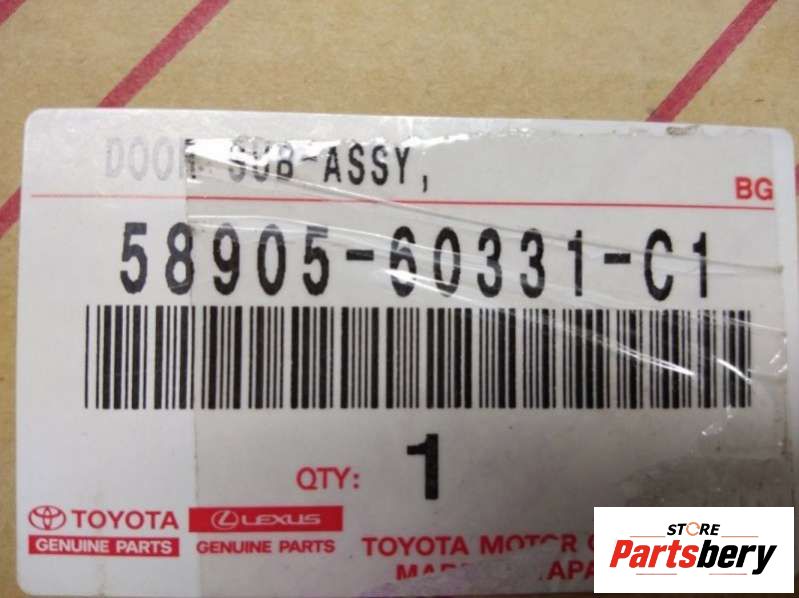 DOOR SUB-ASSY,
BG
58905-60331-C1
QTY: 1
TOYOTA
GENUINE PARTS
LEXUS
GENUINE PARTS
TOYOTA MOTOR
STORE
Partsbery